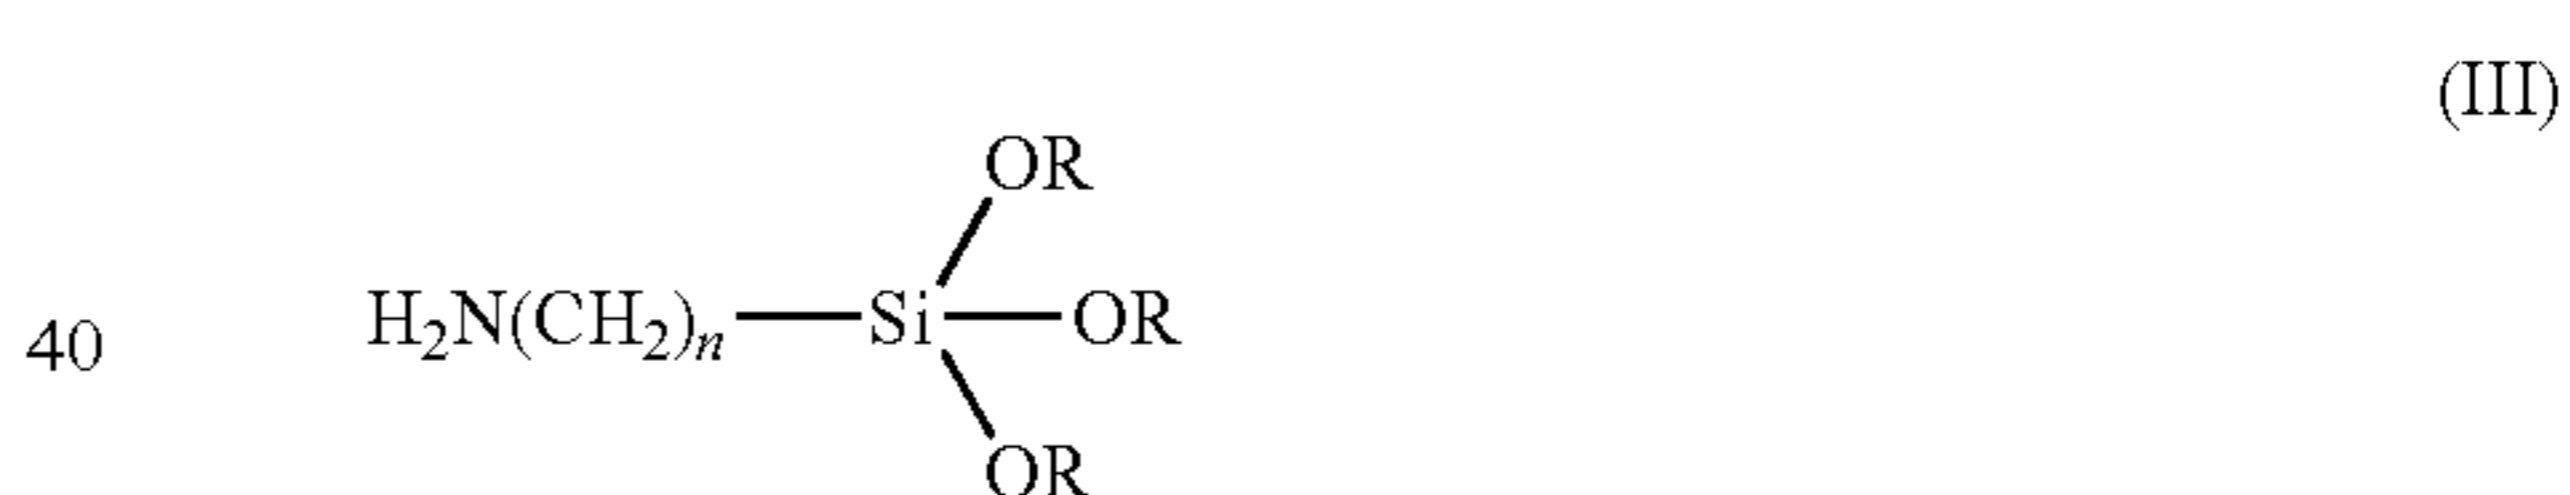 (III)
OR
40 H₂N(CH₂)ₙ—Si—OR
OR